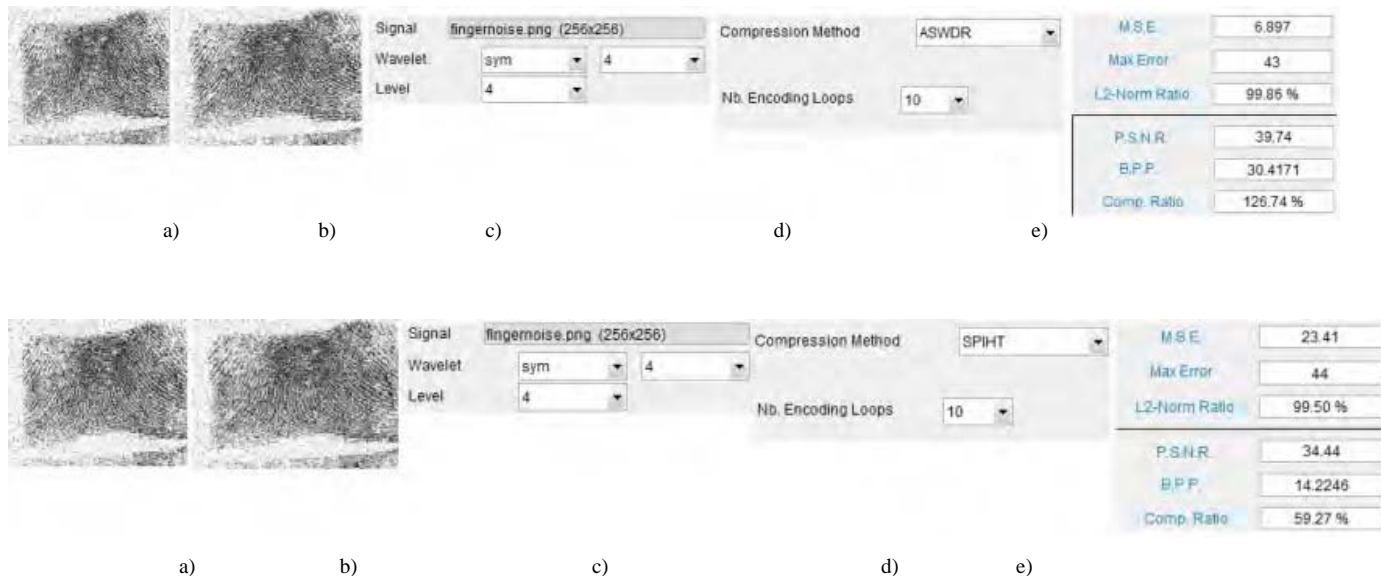 Signal fingernoise.png (256x256)
Wavelet sym 4
Level 4
Compression Method ASWDR
Nb. Encoding Loops 10
M.S.E. 6.897
Max Error 43
L2-Norm Ratio 99.86 %
P.S.N.R. 39.74
B.P.P. 30.4171
Comp. Ratio 126.74 %
a) b) c) d) e)
Signal fingernoise.png (256x256)
Wavelet sym 4
Level 4
Compression Method SPIHT
Nb. Encoding Loops 10
M.S.E. 23.41
Max Error 44
L2-Norm Ratio 99.50 %
P.S.N.R. 34.44
B.P.P. 14.2246
Comp. Ratio 59.27 %
a) b) c) d) e)